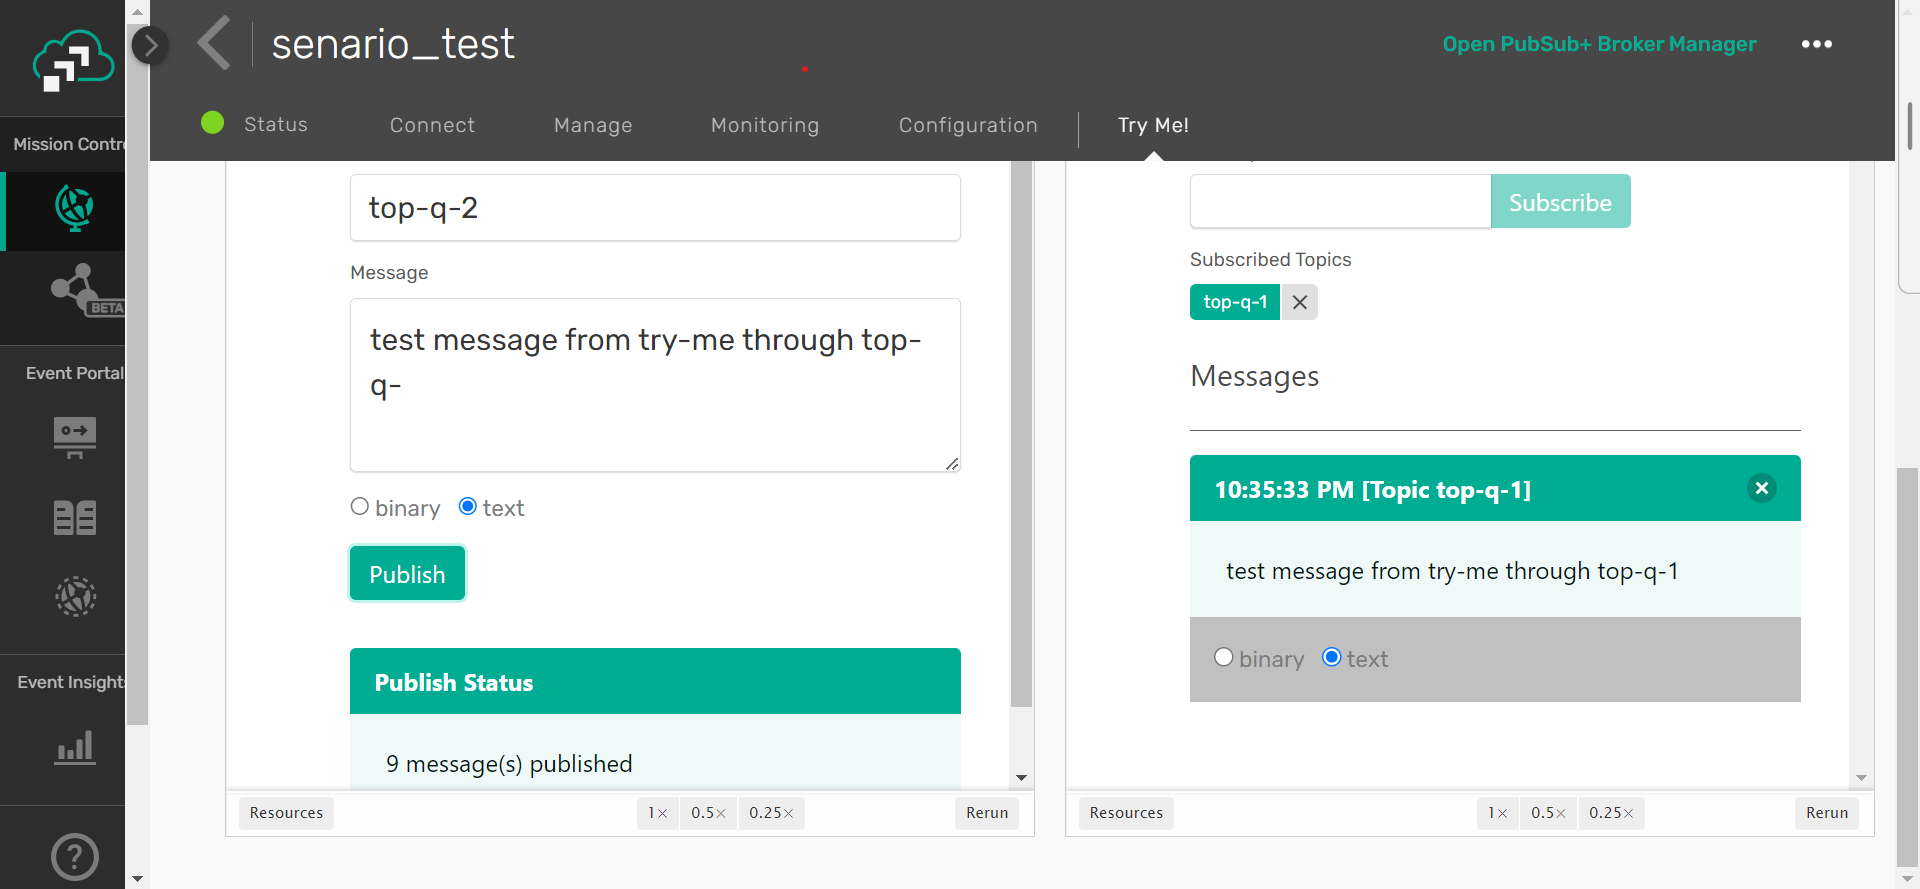 senario_test
Open PubSub+ Broker Manager
Status
Connect
Manage
Monitoring
Configuration
Try Me!
Mission Contr
BETA
Event Portal
Event Insights
top-q-2
Message
test message from try-me through top-
q-
binary
text
Publish
Publish Status
9 message(s) published
Resources
1×
0.5×
0.25×
Rerun
Subscribe
Subscribed Topics
top-q-1
Messages
10:35:33 PM [Topic top-q-1]
test message from try-me through top-q-1
binary
text
Resources
1×
0.5×
0.25×
Rerun